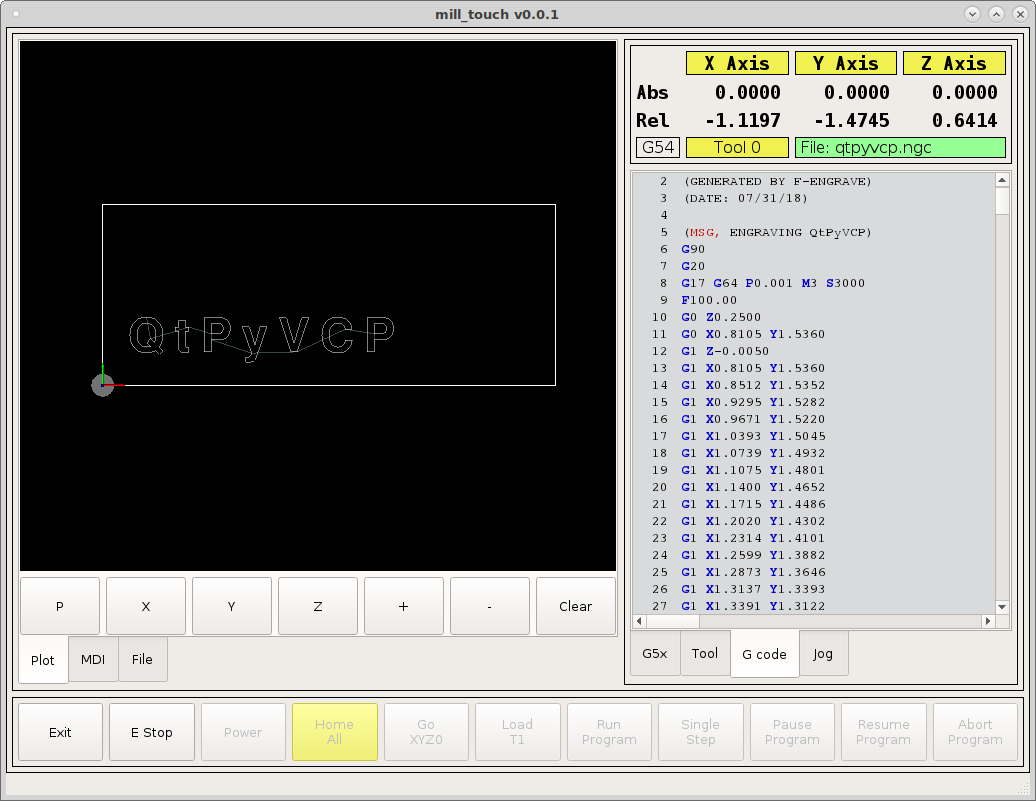 mill_touch v0.0.1
X Axis Y Axis Z Axis
Abs 0.0000 0.0000 0.0000
Rel -1.1197 -1.4745 0.6414
G54 Tool 0 File: qtpyvcp.ngc
2 (GENERATED BY F-ENGRAVE)
3 (DATE: 07/31/18)
4
5 (MSG, ENGRAVING QtPyVCP)
6 G90
7 G20
8 G17 G64 P0.001 M3 S3000
9 F100.00
10 G0 Z0.2500
11 G0 X0.8105 Y1.5360
12 G1 Z-0.0050
13 G1 X0.8105 Y1.5360
14 G1 X0.8512 Y1.5352
15 G1 X0.9295 Y1.5282
16 G1 X0.9671 Y1.5220
17 G1 X1.0393 Y1.5045
18 G1 X1.0739 Y1.4932
19 G1 X1.1075 Y1.4801
20 G1 X1.1400 Y1.4652
21 G1 X1.1715 Y1.4486
22 G1 X1.2020 Y1.4302
23 G1 X1.2314 Y1.4101
24 G1 X1.2599 Y1.3882
25 G1 X1.2873 Y1.3646
26 G1 X1.3137 Y1.3393
27 G1 X1.3391 Y1.3122
QtPyVCP
P X Y Z + - Clear
Plot MDI File
G5x Tool G code Jog
Exit
E Stop
Power
Home
All
Go
XYZ0
Load
T1
Run
Program
Single
Step
Pause
Program
Resume
Program
Abort
Program